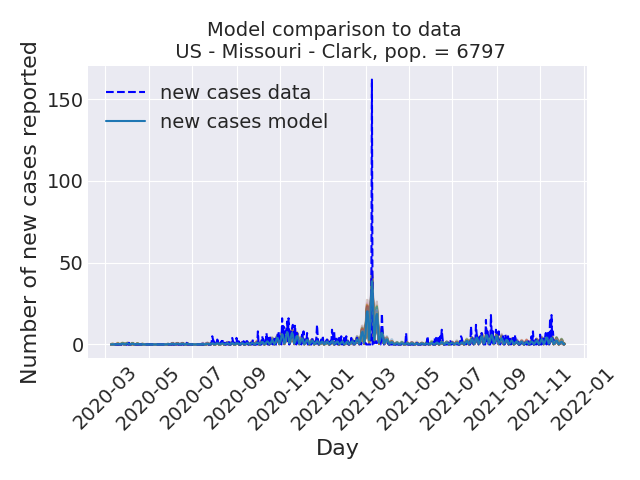 Model comparison to data
US - Missouri - Clark, pop. = 6797
Number of new cases reported
150
100
50
0
new cases data
new cases model
2020-03
2020-05
2020-07
2020-09
2020-11
2021-01
2021-03
2021-05
2021-07
2021-09
2021-11
2022-01
Day